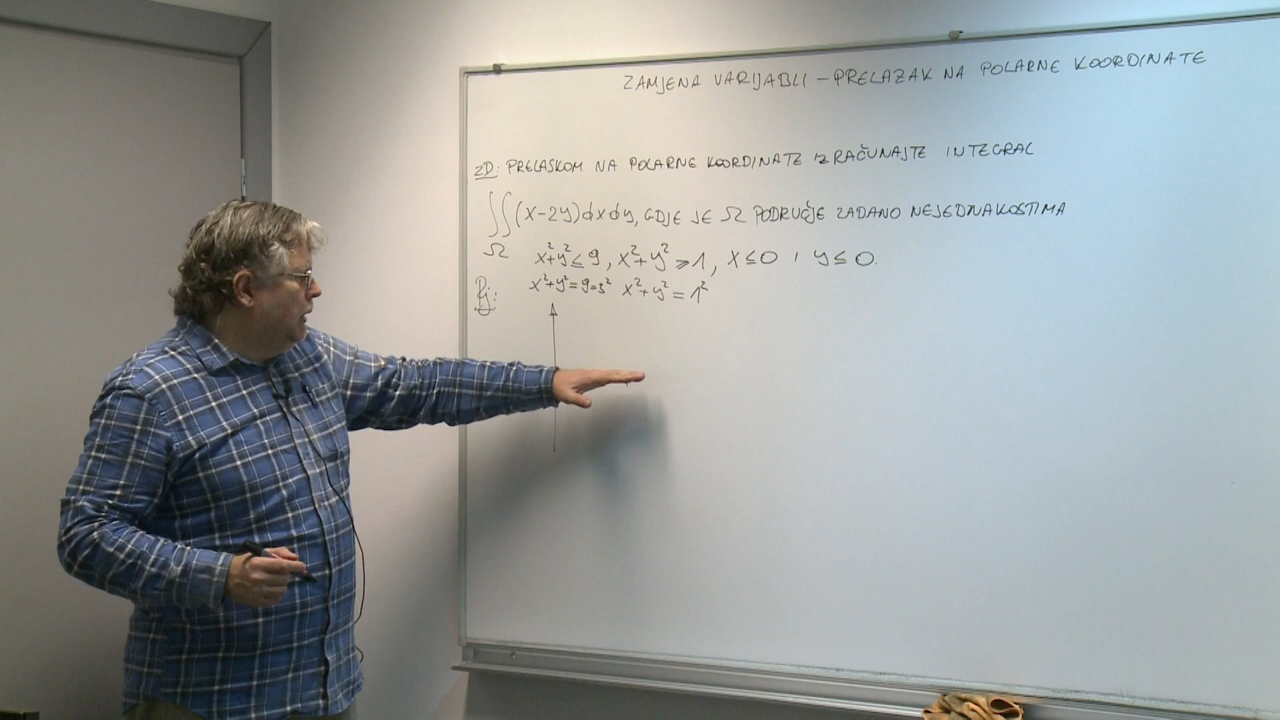 ZAMJENA VARIJABLI – PRELAZAK NA POLARNE KOORDINATE
ZD: PRELASKOM NA POLARNE KOORDINATE IZRAČUNAJTE INTEGRAL
∬(x-2y)dxdy, GDJE JE Ω PODRUČJE ZADANO NEJEDNAKOSTIMA
Ω x²+y² ≤ 9, x²+y² ≥ 1, x ≤ 0 I y ≤ 0.
Rj: x²+y²=9=3² x²+y²=1²